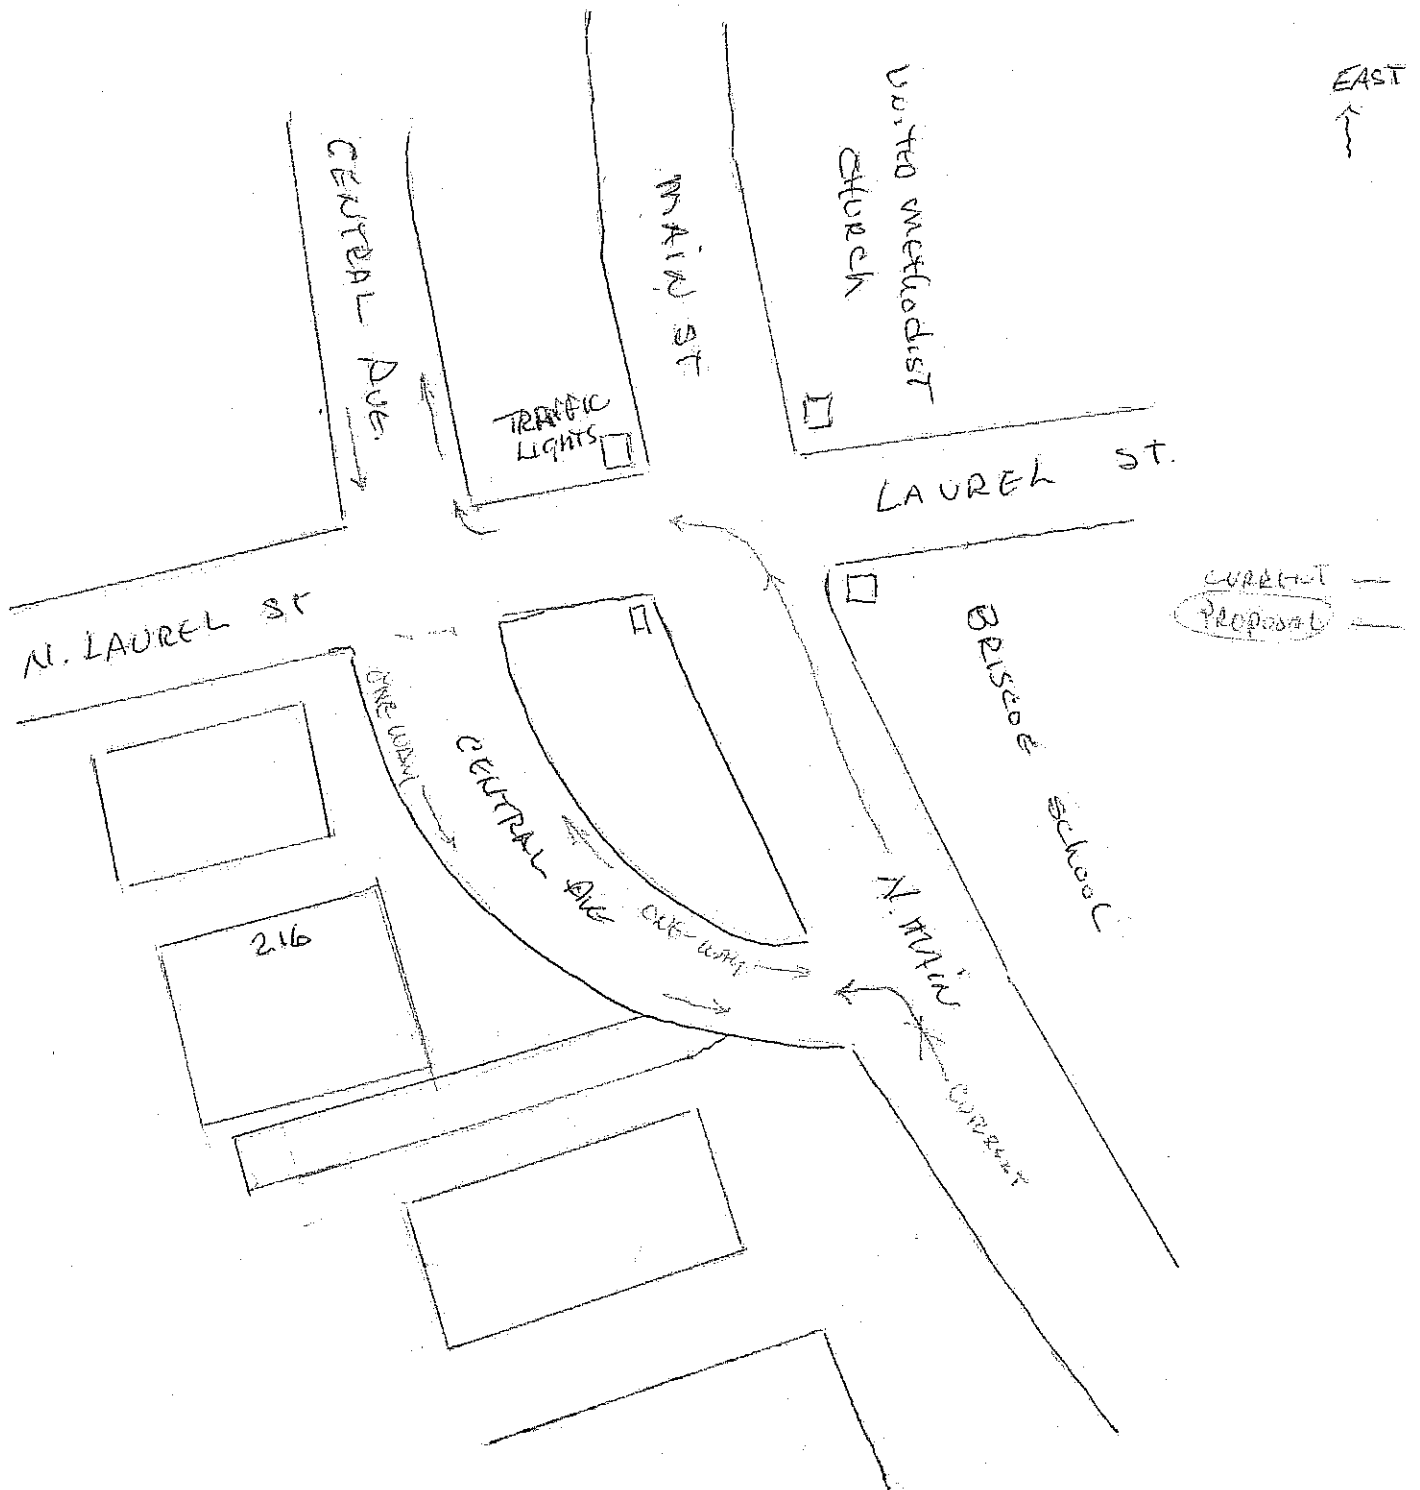 EAST
UNITED METHODIST
CHURCH
CENTRAL AVE.
MAIN ST
TRAFFIC
LIGHTS
LAUREL ST.
N. LAUREL ST
CURRENT
PROPOSAL
BRISCOE SCHOOL
ONE WAY
CENTRAL AVE
ONE-WAY
N. MAIN
216
CURRENT